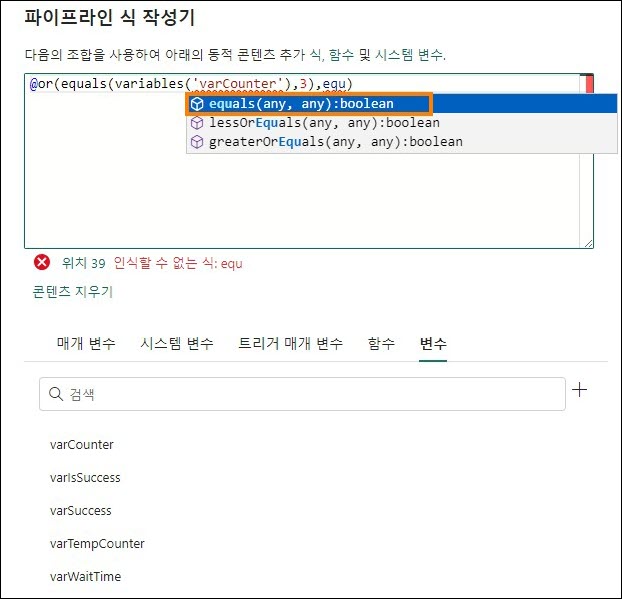 파이프라인 식 작성기
다음의 조합을 사용하여 아래의 동적 콘텐츠 추가 식, 함수 및 시스템 변수.
@or(equals(variables('varCounter'),3),equ)
equals(any, any):boolean
lessOrEquals(any, any):boolean
greaterOrEquals(any, any):boolean
위치 39 인식할 수 없는 식: equ
콘텐츠 지우기
매개 변수 시스템 변수 트리거 매개 변수 함수 변수
검색
varCounter
varIsSuccess
varSuccess
varTempCounter
varWaitTime